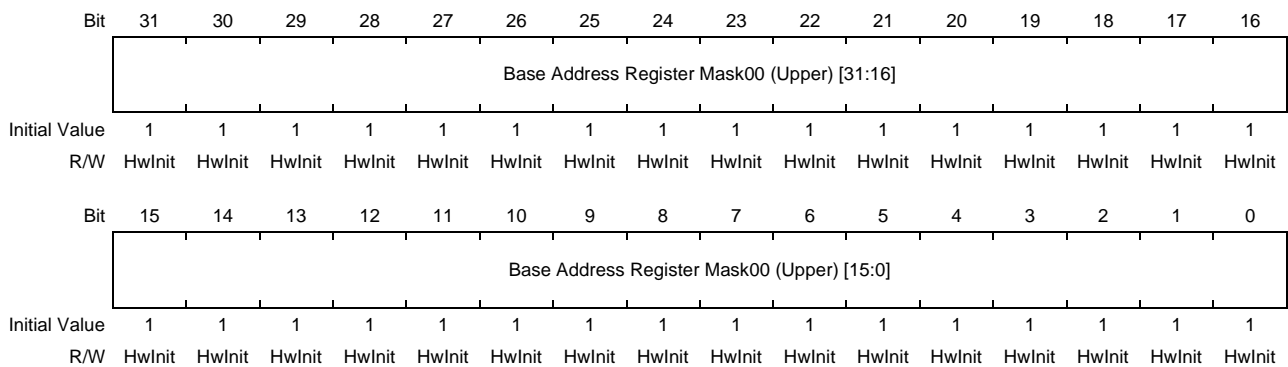 Bit 31 30 29 28 27 26 25 24 23 22 21 20 19 18 17 16
Base Address Register Mask00 (Upper) [31:16]
Initial Value 1 1 1 1 1 1 1 1 1 1 1 1 1 1 1 1
R/W HwInit HwInit HwInit HwInit HwInit HwInit HwInit HwInit HwInit HwInit HwInit HwInit HwInit HwInit HwInit HwInit
Bit 15 14 13 12 11 10 9 8 7 6 5 4 3 2 1 0
Base Address Register Mask00 (Upper) [15:0]
Initial Value 1 1 1 1 1 1 1 1 1 1 1 1 1 1 1 1
R/W HwInit HwInit HwInit HwInit HwInit HwInit HwInit HwInit HwInit HwInit HwInit HwInit HwInit HwInit HwInit HwInit